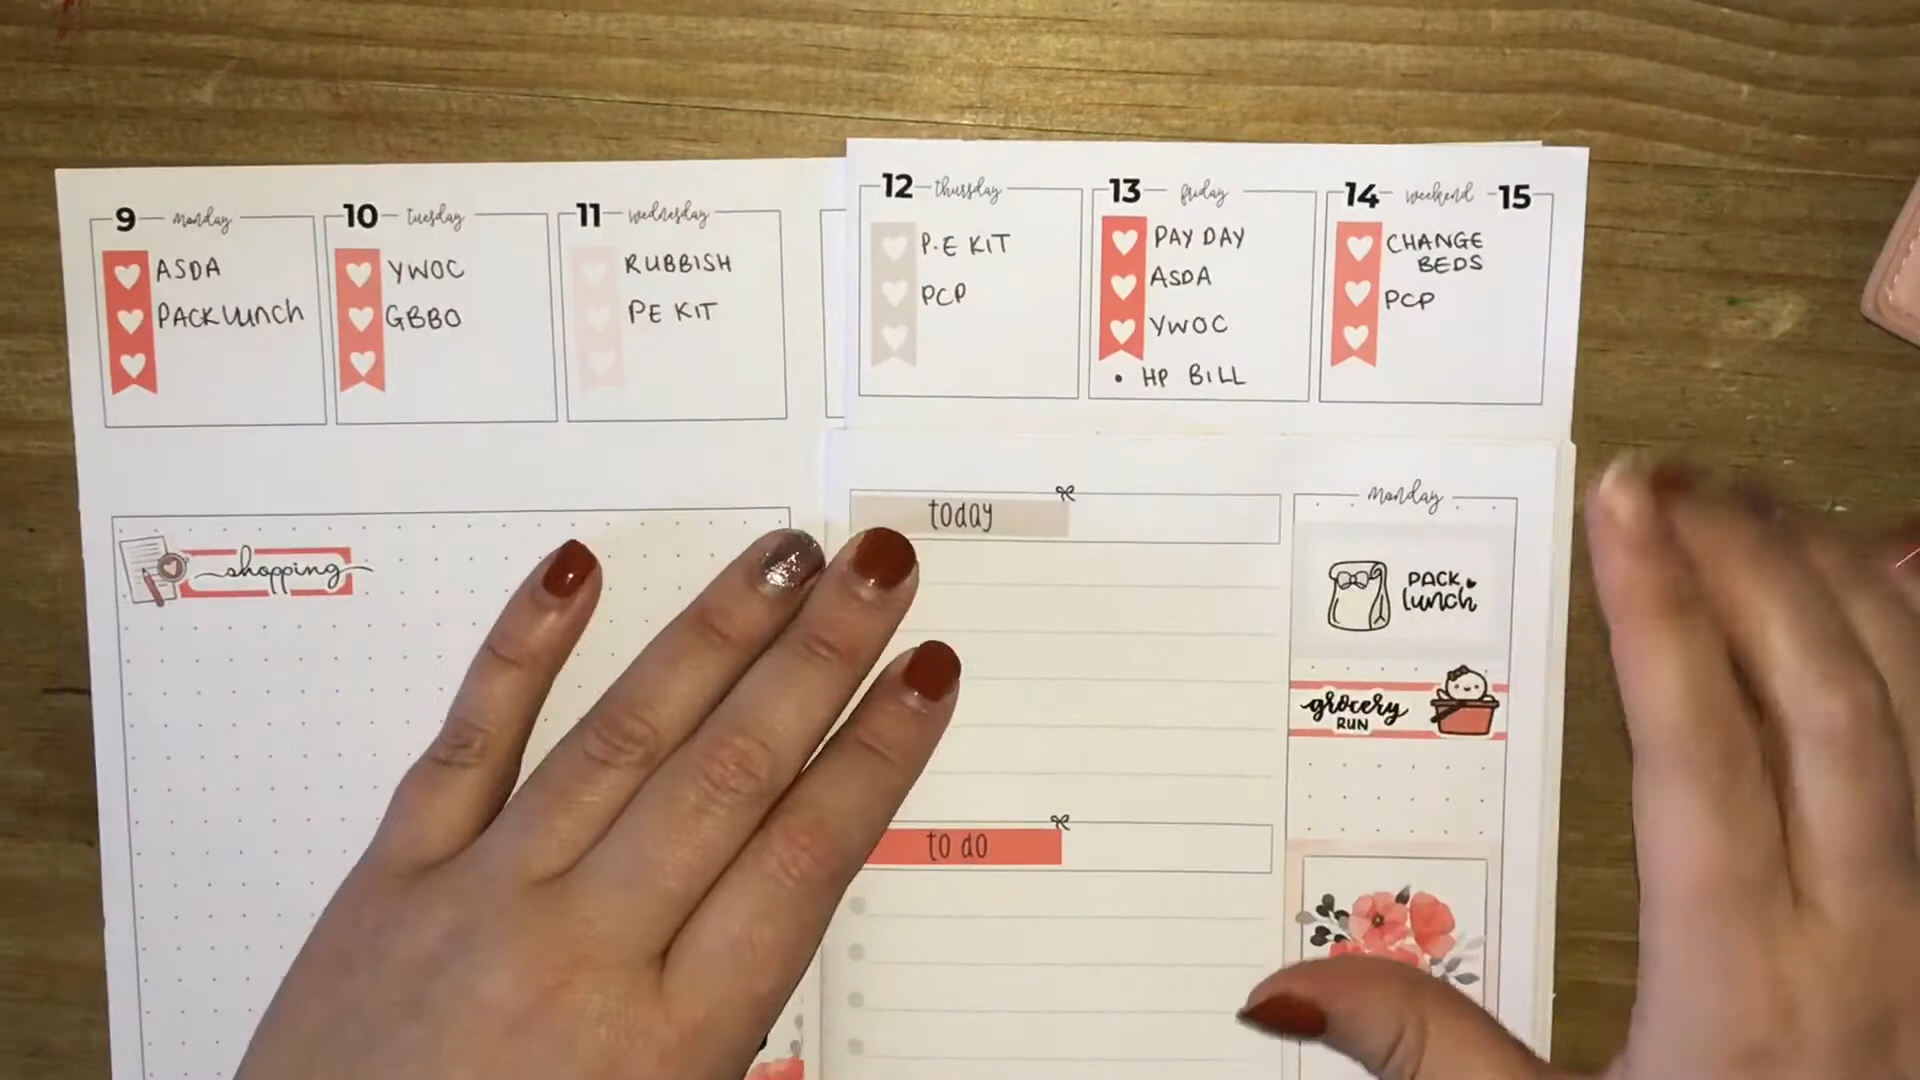 9 monday
ASDA
PACK lunch
10 tuesday
YWOC
GBBO
11 wednesday
RUBBISH
PE KIT
12 thursday
P.E KIT
PCP
13 friday
PAY DAY
ASDA
YWOC
• HP BILL
14 weekend 15
CHANGE
BEDS
PCP
shopping
today
to do
monday
PACK
lunch
grocery
RUN